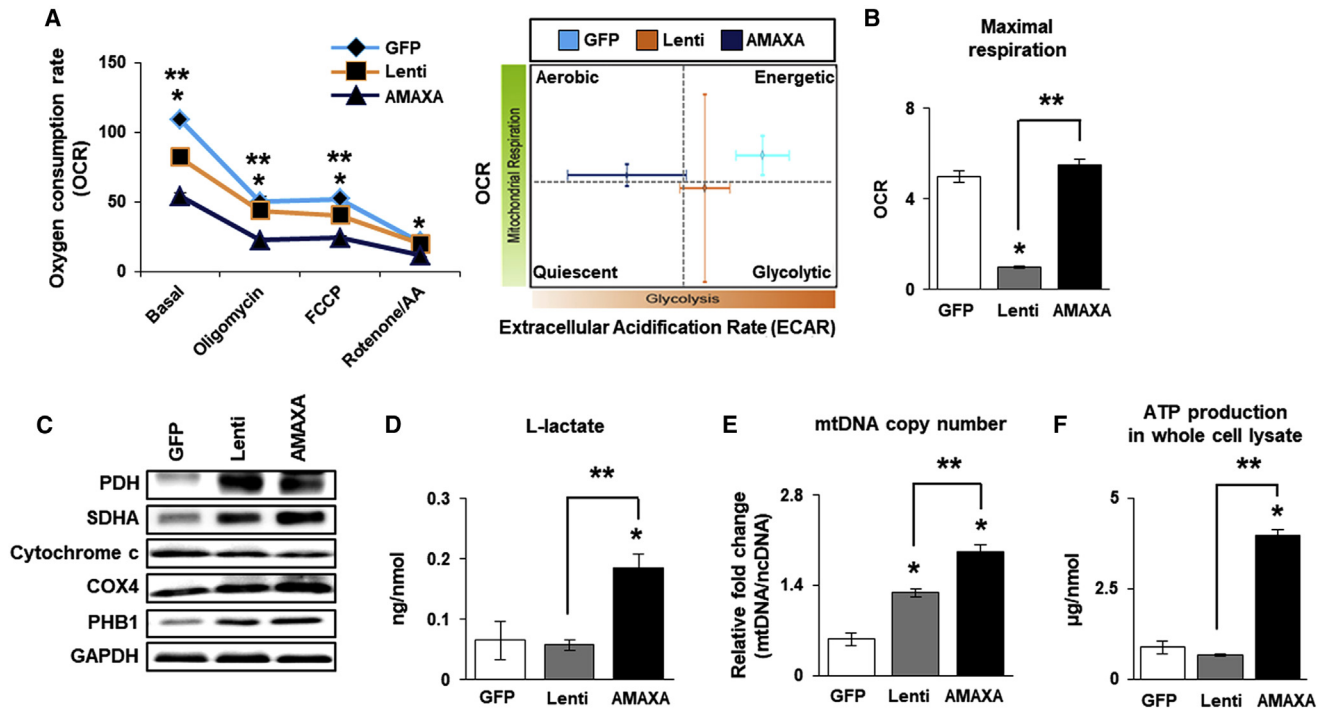 A
GFP
Lenti
AMAXA
Oxygen consumption rate
(OCR)
150
100
50
0
**
*
**
*
**
*
*
Basal
Oligomycin
FCCP
Rotenone/AA
GFP Lenti AMAXA
Aerobic Energetic
Quiescent Glycolytic
OCR
Mitochondrial Respiration
Glycolysis
Extracellular Acidification Rate (ECAR)
B
Maximal
respiration
OCR
8
4
0
**
*
GFP Lenti AMAXA
C
GFP Lenti AMAXA
PDH
SDHA
Cytochrome c
COX4
PHB1
GAPDH
D
L-lactate
ng/nmol
0.3
0.2
0.1
0
**
*
GFP Lenti AMAXA
E
mtDNA copy number
Relative fold change
(mtDNA/ncDNA)
2.8
1.4
0
**
*
*
GFP Lenti AMAXA
F
ATP production
in whole cell lysate
µg/nmol
5
2.5
0
**
*
GFP Lenti AMAXA